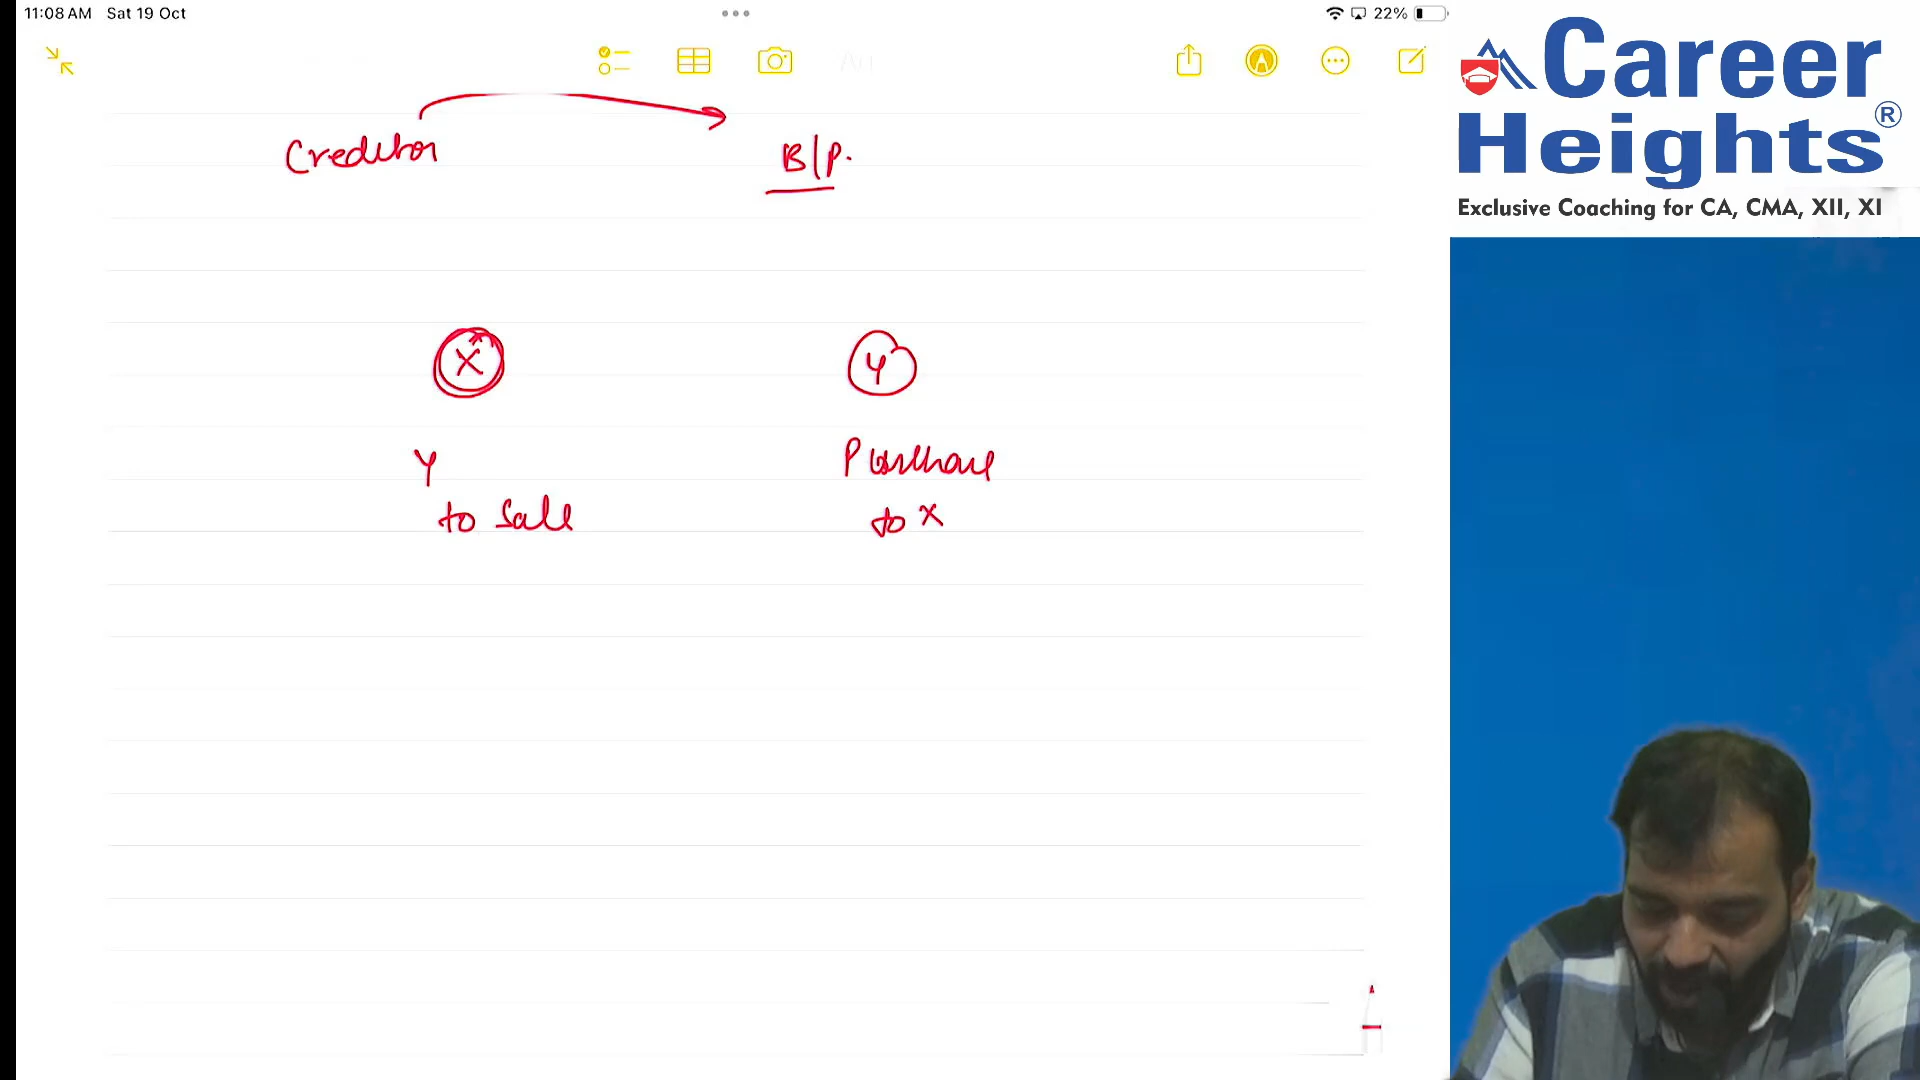 11:08 AM Sat 19 Oct
22%
Career
Heights®
Exclusive Coaching for CA, CMA, XII, XI
Creditor
B/P.
X
Y
Y
to Sale
Purchase
to X